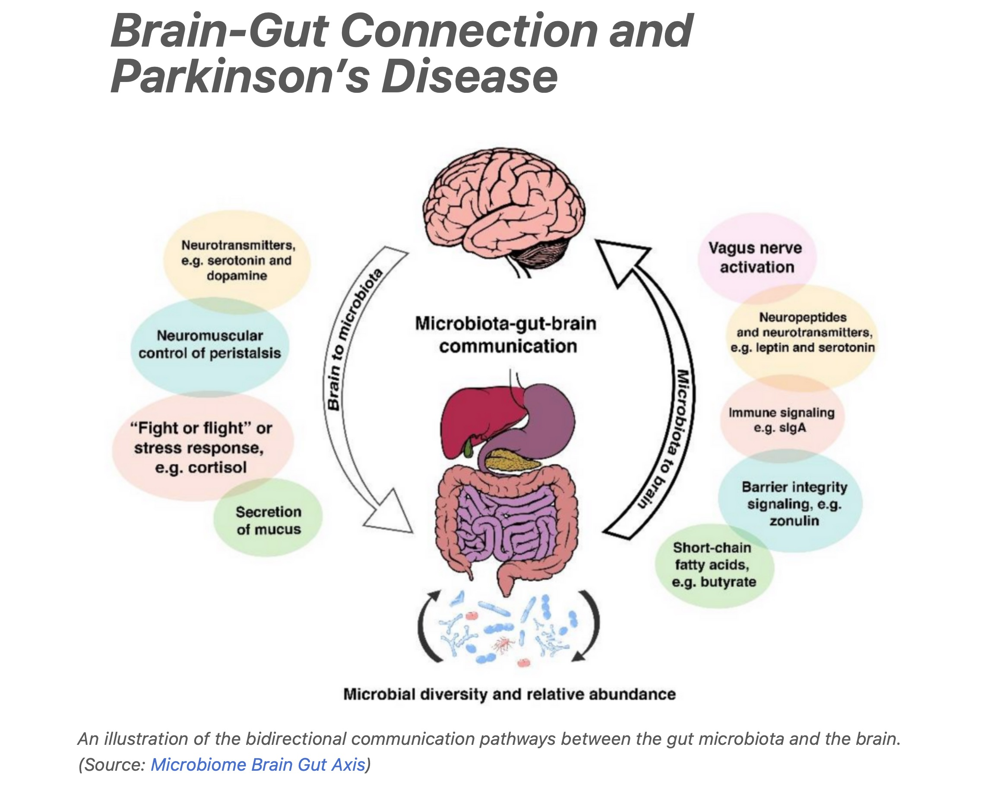 Brain-Gut Connection and
Parkinson’s Disease
Neurotransmitters,
e.g. serotonin and
dopamine
Neuromuscular
control of peristalsis
“Fight or flight” or
stress response,
e.g. cortisol
Secretion
of mucus
Brain to microbiota
Microbiota-gut-brain
communication
Microbiota to brain
Vagus nerve
activation
Neuropeptides
and neurotransmitters,
e.g. leptin and serotonin
Immune signaling
e.g. sIgA
Barrier integrity
signaling, e.g.
zonulin
Short-chain
fatty acids,
e.g. butyrate
Microbial diversity and relative abundance
An illustration of the bidirectional communication pathways between the gut microbiota and the brain.
(Source: Microbiome Brain Gut Axis)